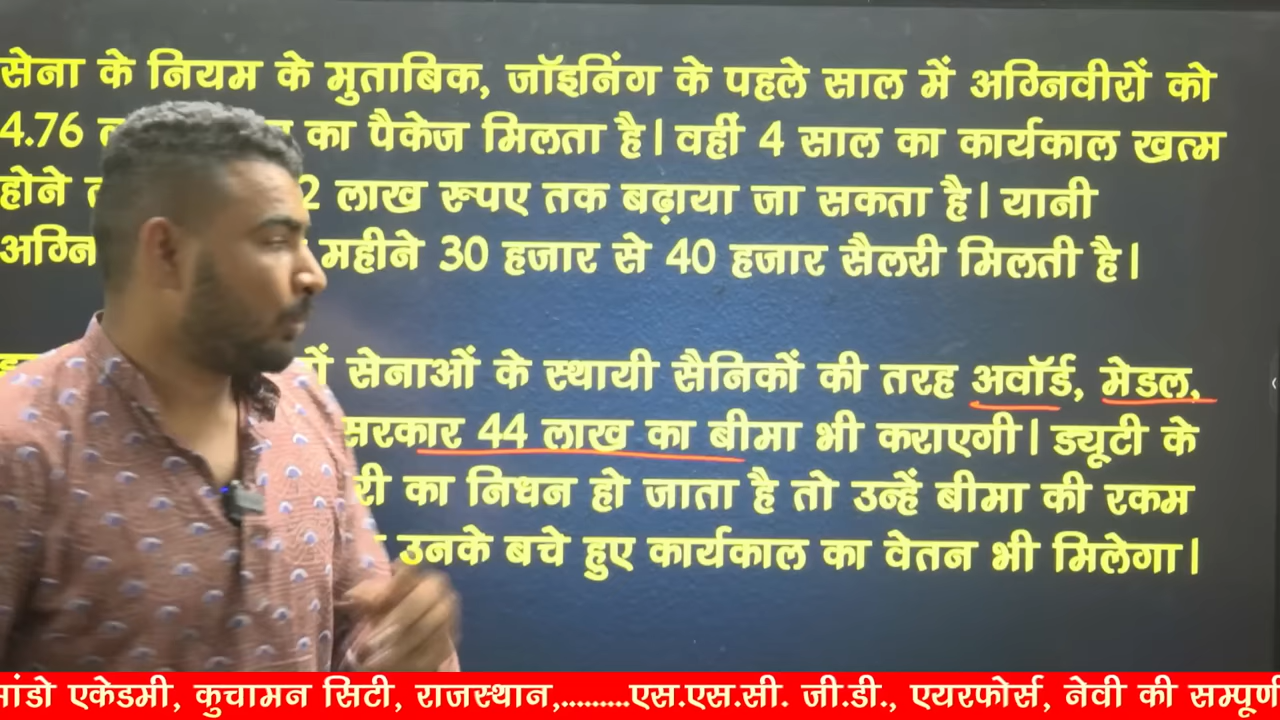 सेना के नियम के मुताबिक, जॉइनिंग के पहले साल में अग्निवीरों को
4.76 का पैकेज मिलता है। वहीं 4 साल का कार्यकाल खत्म
होने 2 लाख रूपए तक बढ़ाया जा सकता है। यानी
महीने 30 हजार से 40 हजार सैलरी मिलती है।
सेनाओं के स्थायी सैनिकों की तरह अवॉर्ड, मेडल,
सरकार 44 लाख का बीमा भी कराएगी। ड्यूटी के
का निधन हो जाता है तो उन्हें बीमा की रकम
उनके बचे हुए कार्यकाल का वेतन भी मिलेगा।
एकेडमी, कुचामन सिटी, राजस्थान,.........एस.एस.सी. जी.डी., एयरफोर्स, नेवी की